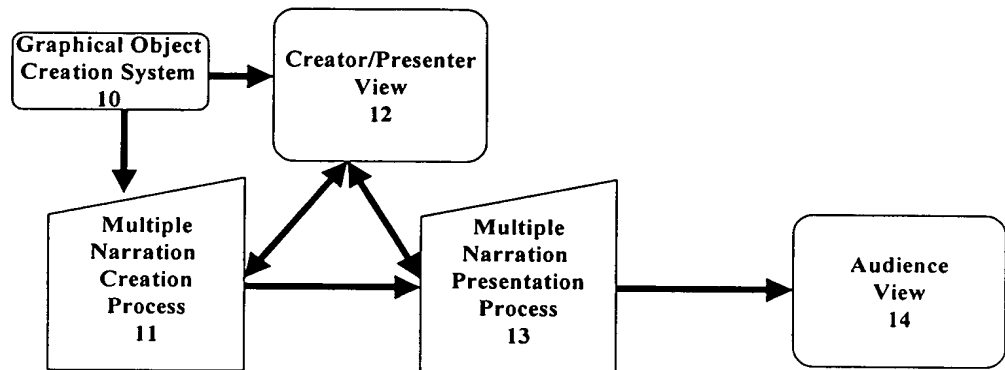 Graphical Object
Creation System
10
Creator/Presenter
View
12
Multiple
Narration
Creation
Process
11
Multiple
Narration
Presentation
Process
13
Audience
View
14